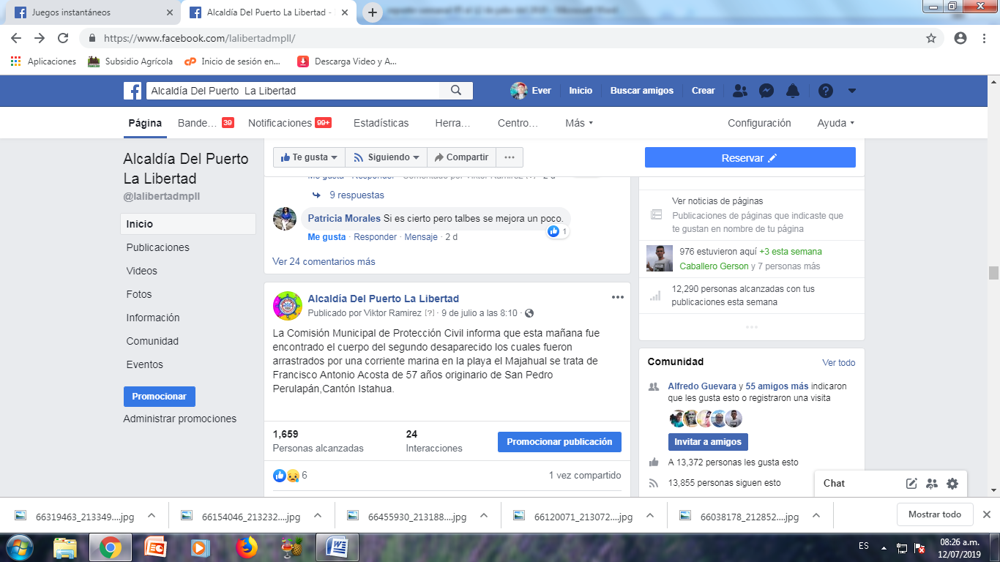 Juegos instantáneos
Alcaldía Del Puerto La Libertad -
https://www.facebook.com/lalibertadmpll/
Aplicaciones
Subsidio Agrícola
Inicio de sesión en...
Descarga Video y A...
Alcaldía Del Puerto La Libertad
Ever
Inicio
Buscar amigos
Crear
Página
Bande... 39
Notificaciones 99+
Estadísticas
Herra...
Centro...
Más
Configuración
Ayuda
Alcaldía Del Puerto
La Libertad
@lalibertadmpll
Inicio
Publicaciones
Videos
Fotos
Información
Comunidad
Eventos
Promocionar
Administrar promociones
Te gusta
Siguiendo
Compartir
...
Reservar
Me gusta · Responder · Comentado por Viktor Ramirez [?] · 2 d
9 respuestas
Patricia Morales Si es cierto pero talbes se mejora un poco.
1
Me gusta · Responder · Mensaje · 2 d
Ver 24 comentarios más
Alcaldía Del Puerto La Libertad
Publicado por Viktor Ramirez [?] · 9 de julio a las 8:10 ·
La Comisión Municipal de Protección Civil informa que esta mañana fue
encontrado el cuerpo del segundo desaparecido los cuales fueron
arrastrados por una corriente marina en la playa el Majahual se trata de
Francisco Antonio Acosta de 57 años originario de San Pedro
Perulapán,Cantón Istahua.
1,659
Personas alcanzadas
24
Interacciones
Promocionar publicación
6
1 vez compartido
Ver noticias de páginas
Publicaciones de páginas que indicaste que
te gustan en nombre de tu página
976 estuvieron aquí +3 esta semana
Caballero Gerson y 7 personas más
12,290 personas alcanzadas con tus
publicaciones esta semana
Comunidad
Ver todo
Alfredo Guevara y 55 amigos más indicaron
que les gusta esto o registraron una visita
Invitar a amigos
A 13,372 personas les gusta esto
13,855 personas siguen esto
Chat
66319463_213349....jpg
66154046_213232....jpg
66455930_213188....jpg
66120071_213072....jpg
66038178_212852....jpg
Mostrar todo
ES
08:26 a.m.
12/07/2019